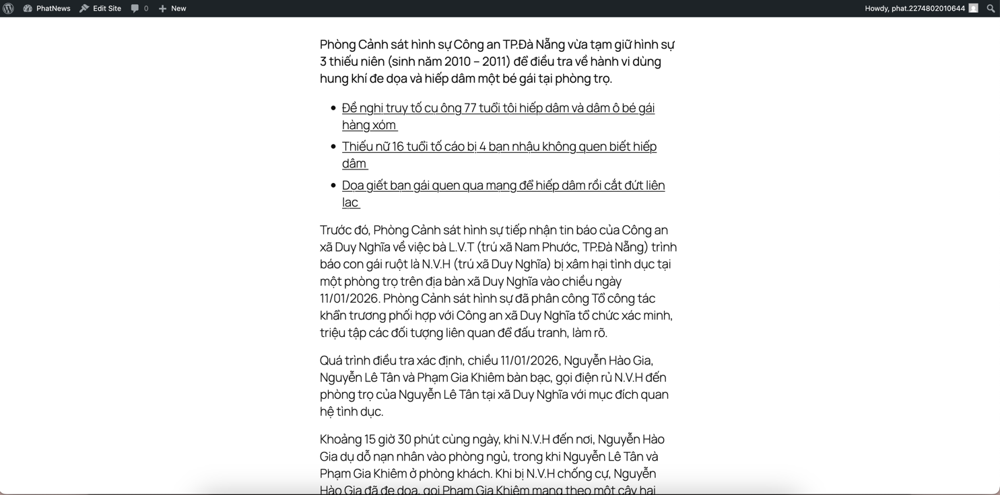 PhatNews Edit Site 0 New Howdy, phat.2274802010644
Phòng Cảnh sát hình sự Công an TP.Đà Nẵng vừa tạm giữ hình sự
3 thiếu niên (sinh năm 2010 – 2011) để điều tra về hành vi dùng
hung khí đe dọa và hiếp dâm một bé gái tại phòng trọ.
Đề nghị truy tố cụ ông 77 tuổi tội hiếp dâm và dâm ô bé gái
hàng xóm
Thiếu nữ 16 tuổi tố cáo bị 4 bạn nhậu không quen biết hiếp
dâm
Dọa giết bạn gái quen qua mạng để hiếp dâm rồi cắt đứt liên
lạc
Trước đó, Phòng Cảnh sát hình sự tiếp nhận tin báo của Công an
xã Duy Nghĩa về việc bà L.V.T (trú xã Nam Phước, TP.Đà Nẵng) trình
báo con gái ruột là N.V.H (trú xã Duy Nghĩa) bị xâm hại tình dục tại
một phòng trọ trên địa bàn xã Duy Nghĩa vào chiều ngày
11/01/2026. Phòng Cảnh sát hình sự đã phân công Tổ công tác
khẩn trương phối hợp với Công an xã Duy Nghĩa tổ chức xác minh,
triệu tập các đối tượng liên quan để đấu tranh, làm rõ.
Quá trình điều tra xác định, chiều 11/01/2026, Nguyễn Hào Gia,
Nguyễn Lê Tân và Phạm Gia Khiêm bàn bạc, gọi điện rủ N.V.H đến
phòng trọ của Nguyễn Lê Tân tại xã Duy Nghĩa với mục đích quan
hệ tình dục.
Khoảng 15 giờ 30 phút cùng ngày, khi N.V.H đến nơi, Nguyễn Hào
Gia dụ dỗ nạn nhân vào phòng ngủ, trong khi Nguyễn Lê Tân và
Phạm Gia Khiêm ở phòng khách. Khi bị N.V.H chống cự, Nguyễn
Hào Gia đã đe dọa, gọi Phạm Gia Khiêm mang theo một cây hai